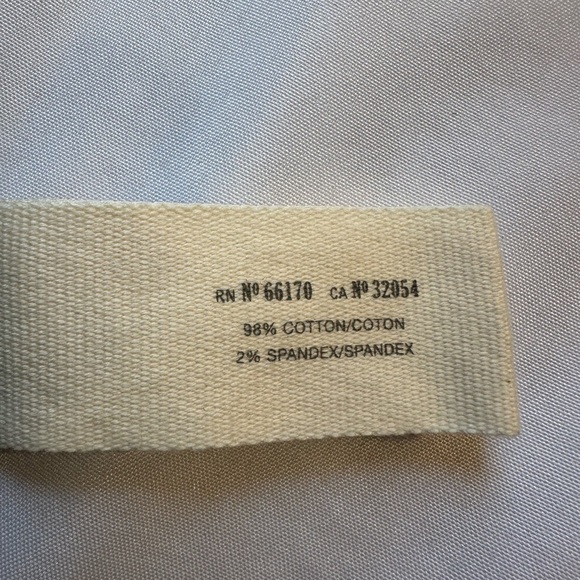 RN Nº 66170 CA Nº 32054
98% COTTON/COTON
2% SPANDEX/SPANDEX